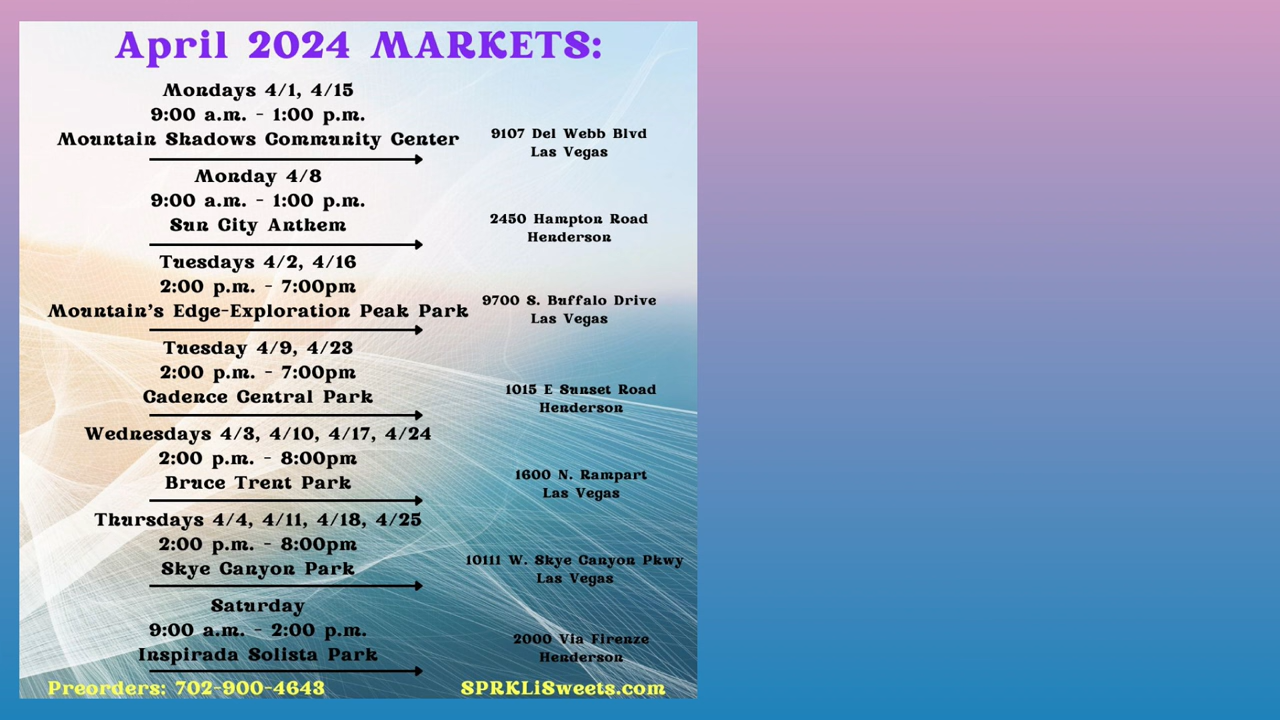 April 2024 MARKETS:
Mondays 4/1, 4/15
9:00 a.m. - 1:00 p.m.
Mountain Shadows Community Center
9107 Del Webb Blvd
Las Vegas
Monday 4/8
9:00 a.m. - 1:00 p.m.
Sun City Anthem
2450 Hampton Road
Henderson
Tuesdays 4/2, 4/16
2:00 p.m. - 7:00pm
Mountain's Edge-Exploration Peak Park
9700 S. Buffalo Drive
Las Vegas
Tuesday 4/9, 4/23
2:00 p.m. - 7:00pm
Cadence Central Park
1015 E Sunset Road
Henderson
Wednesdays 4/3, 4/10, 4/17, 4/24
2:00 p.m. - 8:00pm
Bruce Trent Park
1600 N. Rampart
Las Vegas
Thursdays 4/4, 4/11, 4/18, 4/25
2:00 p.m. - 8:00pm
Skye Canyon Park
10111 W. Skye Canyon Pkwy
Las Vegas
Saturday
9:00 a.m. - 2:00 p.m.
Inspirada Solista Park
2000 Via Firenze
Henderson
Preorders: 702-900-4643
SPRKLiSweets.com